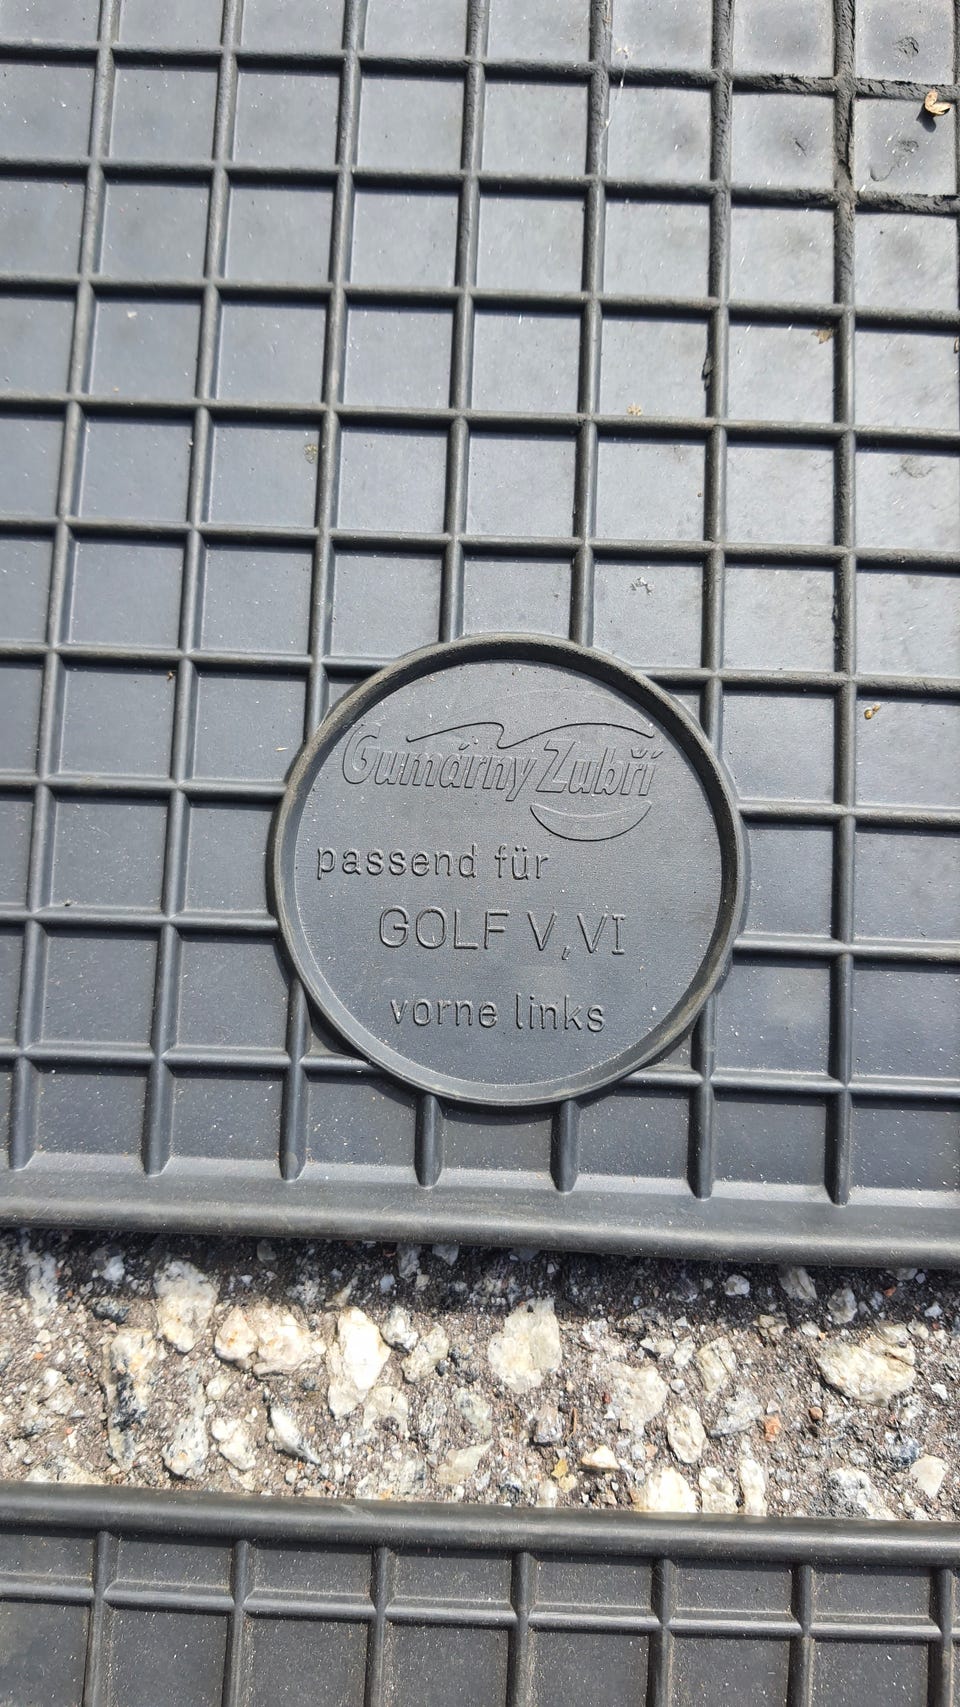 Gumárny Zubří
passend für
GOLF V, VI
vorne links